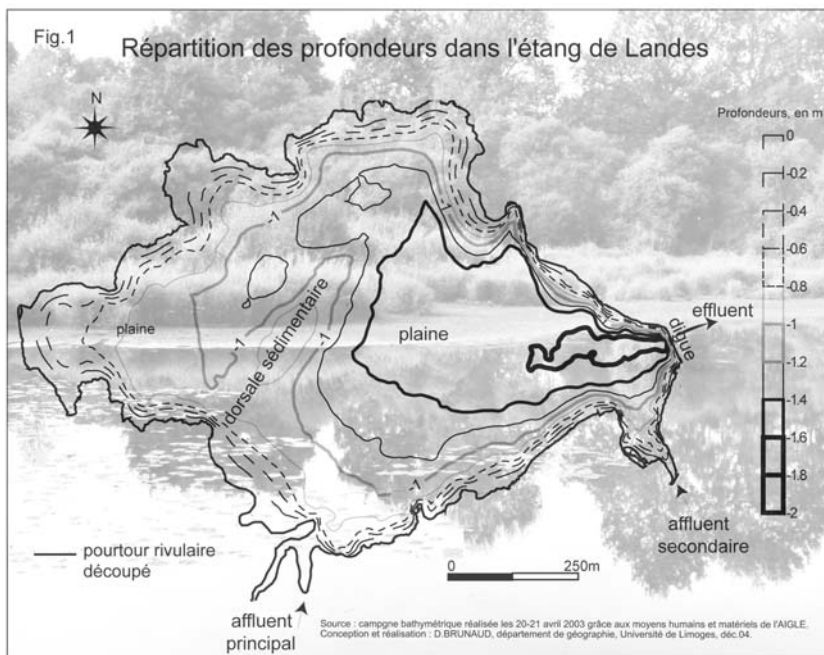 Fig.1
Répartition des profondeurs dans l'étang de Landes
N
Profondeurs, en m
0
-0.2
-0.4
-0.6
-0.8
-1
-1.2
-1.4
-1.6
-1.8
-2
-1
-1
-1
-1
plaine
dorsale sédimentaire
plaine
digue
effluent
affluent
secondaire
affluent
principal
pourtour rivulaire
découpé
0 250m
Source : campgne bathymétrique réalisée les 20-21 avril 2003 grâce aux moyens humains et matériels de l'AIGLE.
Conception et réalisation : D.BRUNAUD, département de géographie, Université de Limoges, déc.04.